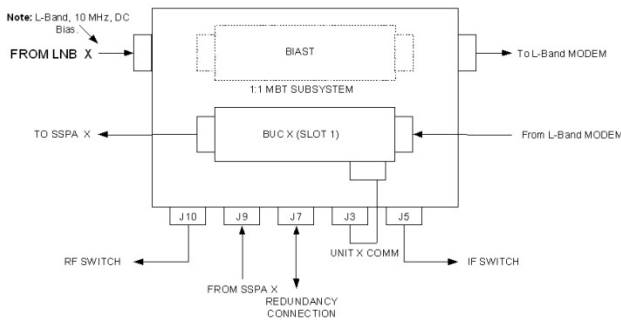 Note: L-Band, 10 MHz, DC
Bias.
FROM LNB X
BIAST
To L-Band MODEM
1:1 MBT SUBSYSTEM
TO SSPA X
BUC X (SLOT 1)
From L-Band MODEM
J10
J9
J7
J3
J5
UNIT X COMM
RF SWITCH
IF SWITCH
FROM SSPA X
REDUNDANCY
CONNECTION